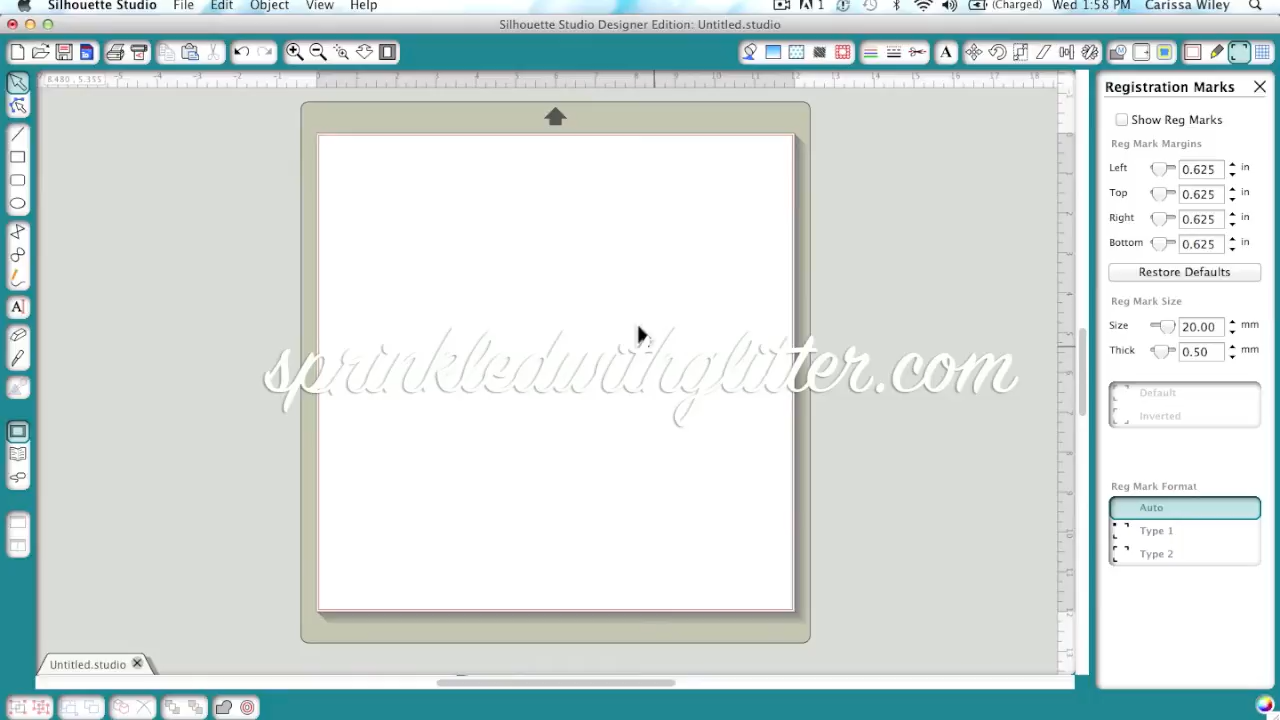 Silhouette Studio File Edit Object View Help 1 (Charged) Wed 1:58 PM Carissa Wiley
Silhouette Studio Designer Edition: Untitled.studio
Registration Marks
Show Reg Marks
Reg Mark Margins
Left 0.625 in
Top 0.625 in
Right 0.625 in
Bottom 0.625 in
Restore Defaults
Reg Mark Size
Size 20.00 mm
Thick 0.50 mm
sprinkledwithglitter.com
Default
Inverted
Reg Mark Format
Auto
Type 1
Type 2
Untitled.studio